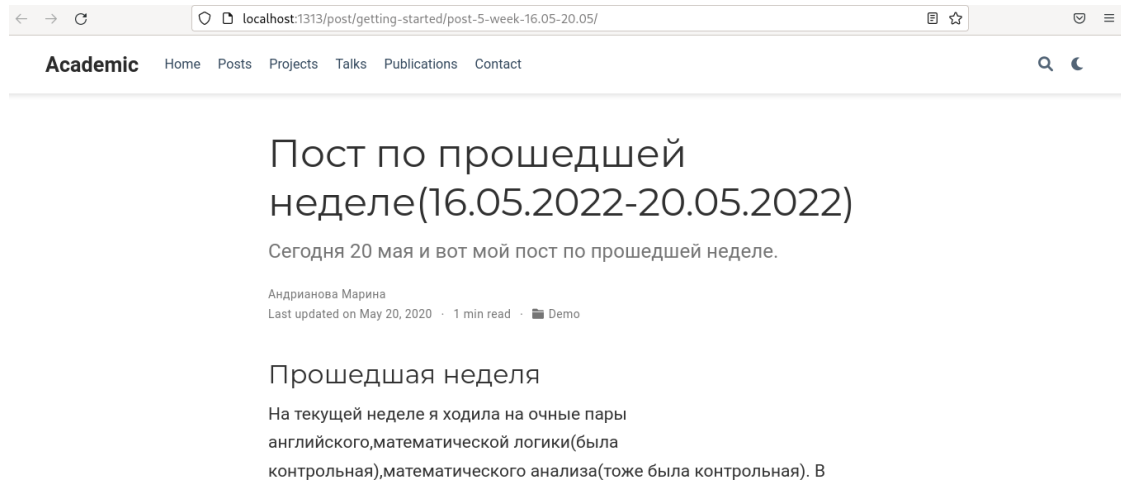 localhost:1313/post/getting-started/post-5-week-16.05-20.05/
Academic Home Posts Projects Talks Publications Contact
Пост по прошедшей
неделе(16.05.2022-20.05.2022)
Сегодня 20 мая и вот мой пост по прошедшей неделе.
Андрианова Марина
Last updated on May 20, 2020 · 1 min read · Demo
Прошедшая неделя
На текущей неделе я ходила на очные пары
английского,математической логики(была
контрольная),математического анализа(тоже была контрольная). В